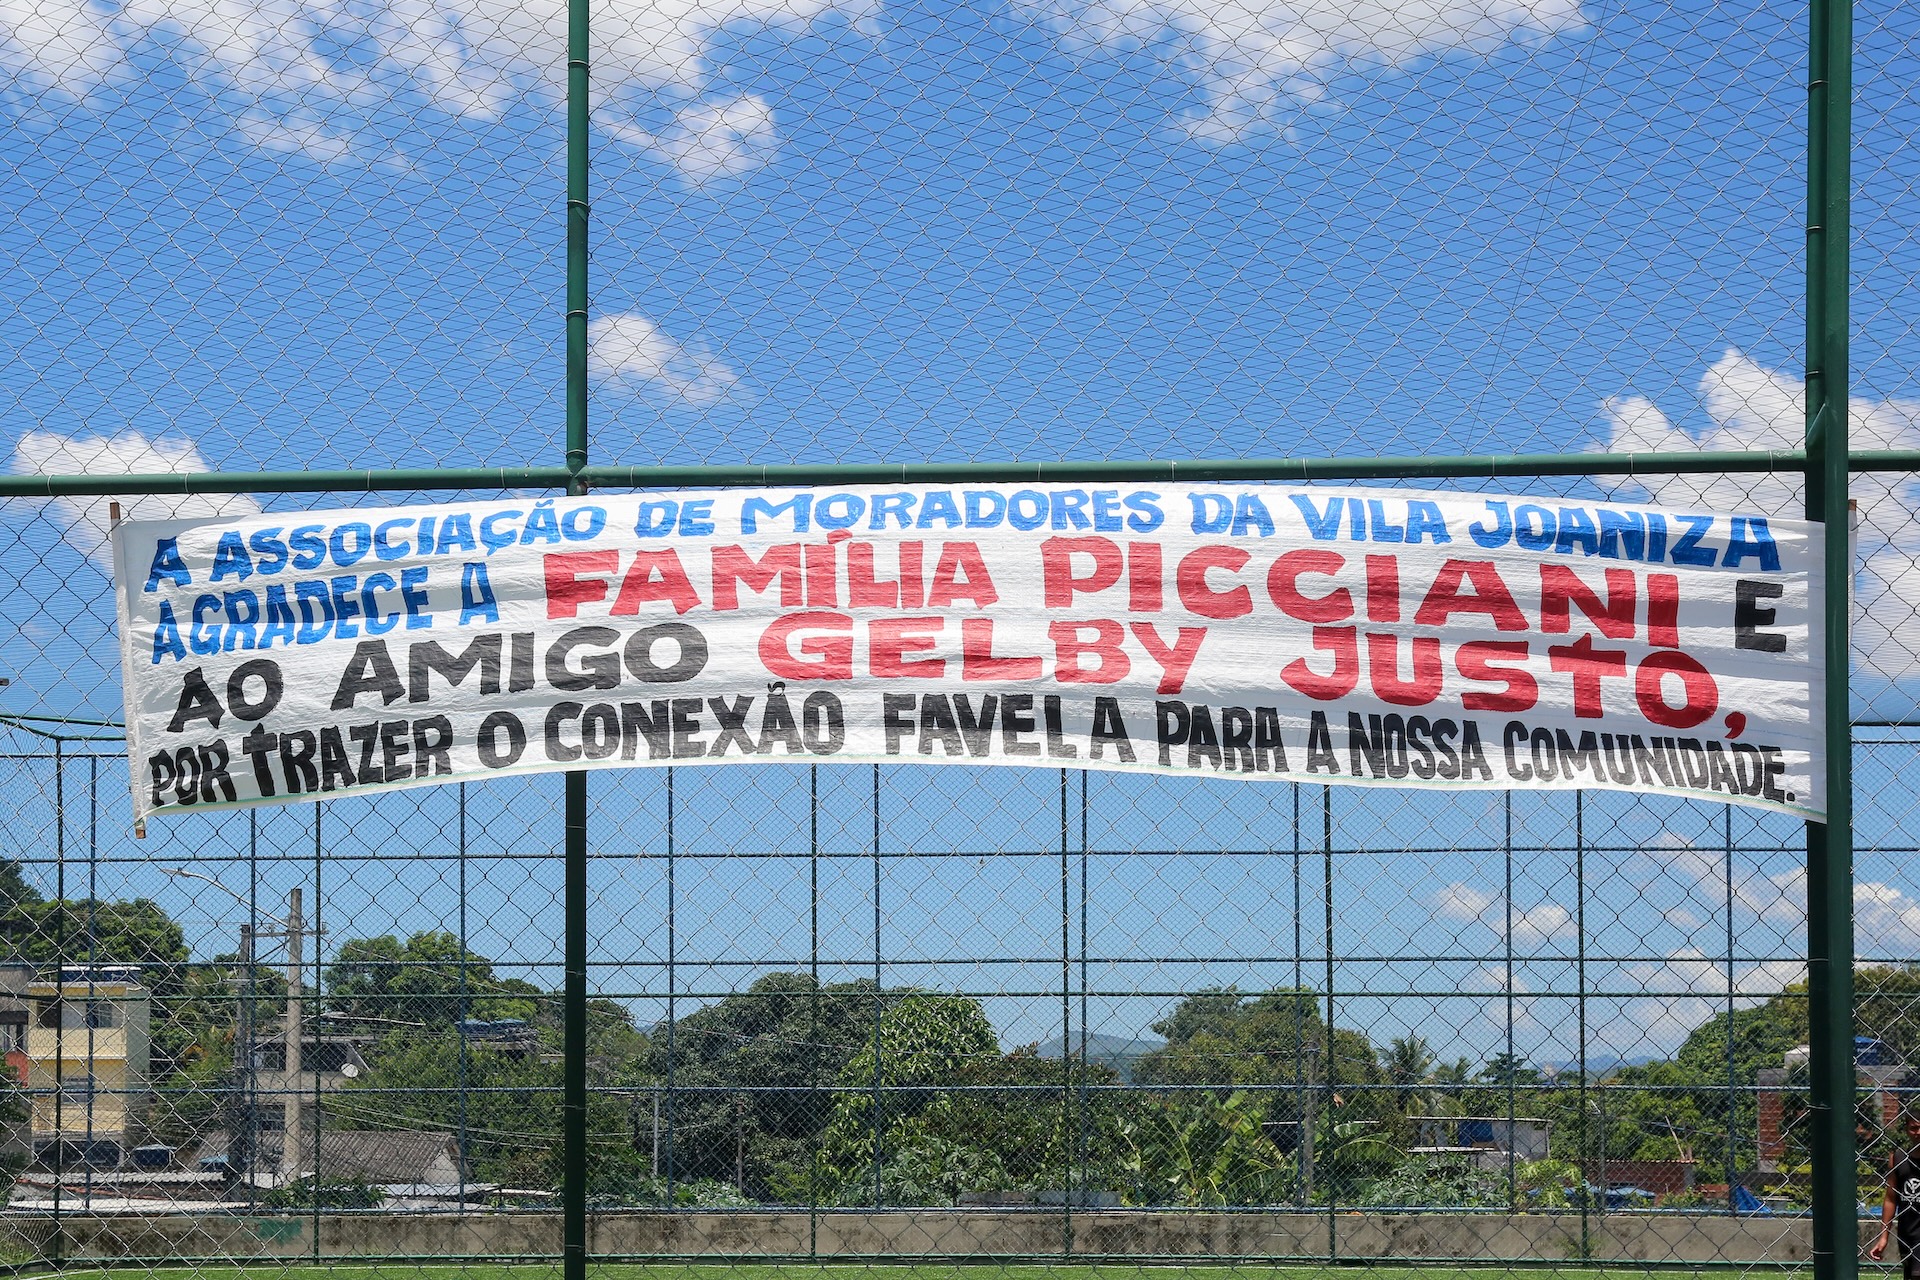 A ASSOCIAÇÃO DE MORADORES DA VILA JOANIZA
AGRADECE A FAMÍLIA PICCIANI E
AO AMIGO GELBY JUSTO,
POR TRAZER O CONEXÃO FAVELA PARA A NOSSA COMUNIDADE.